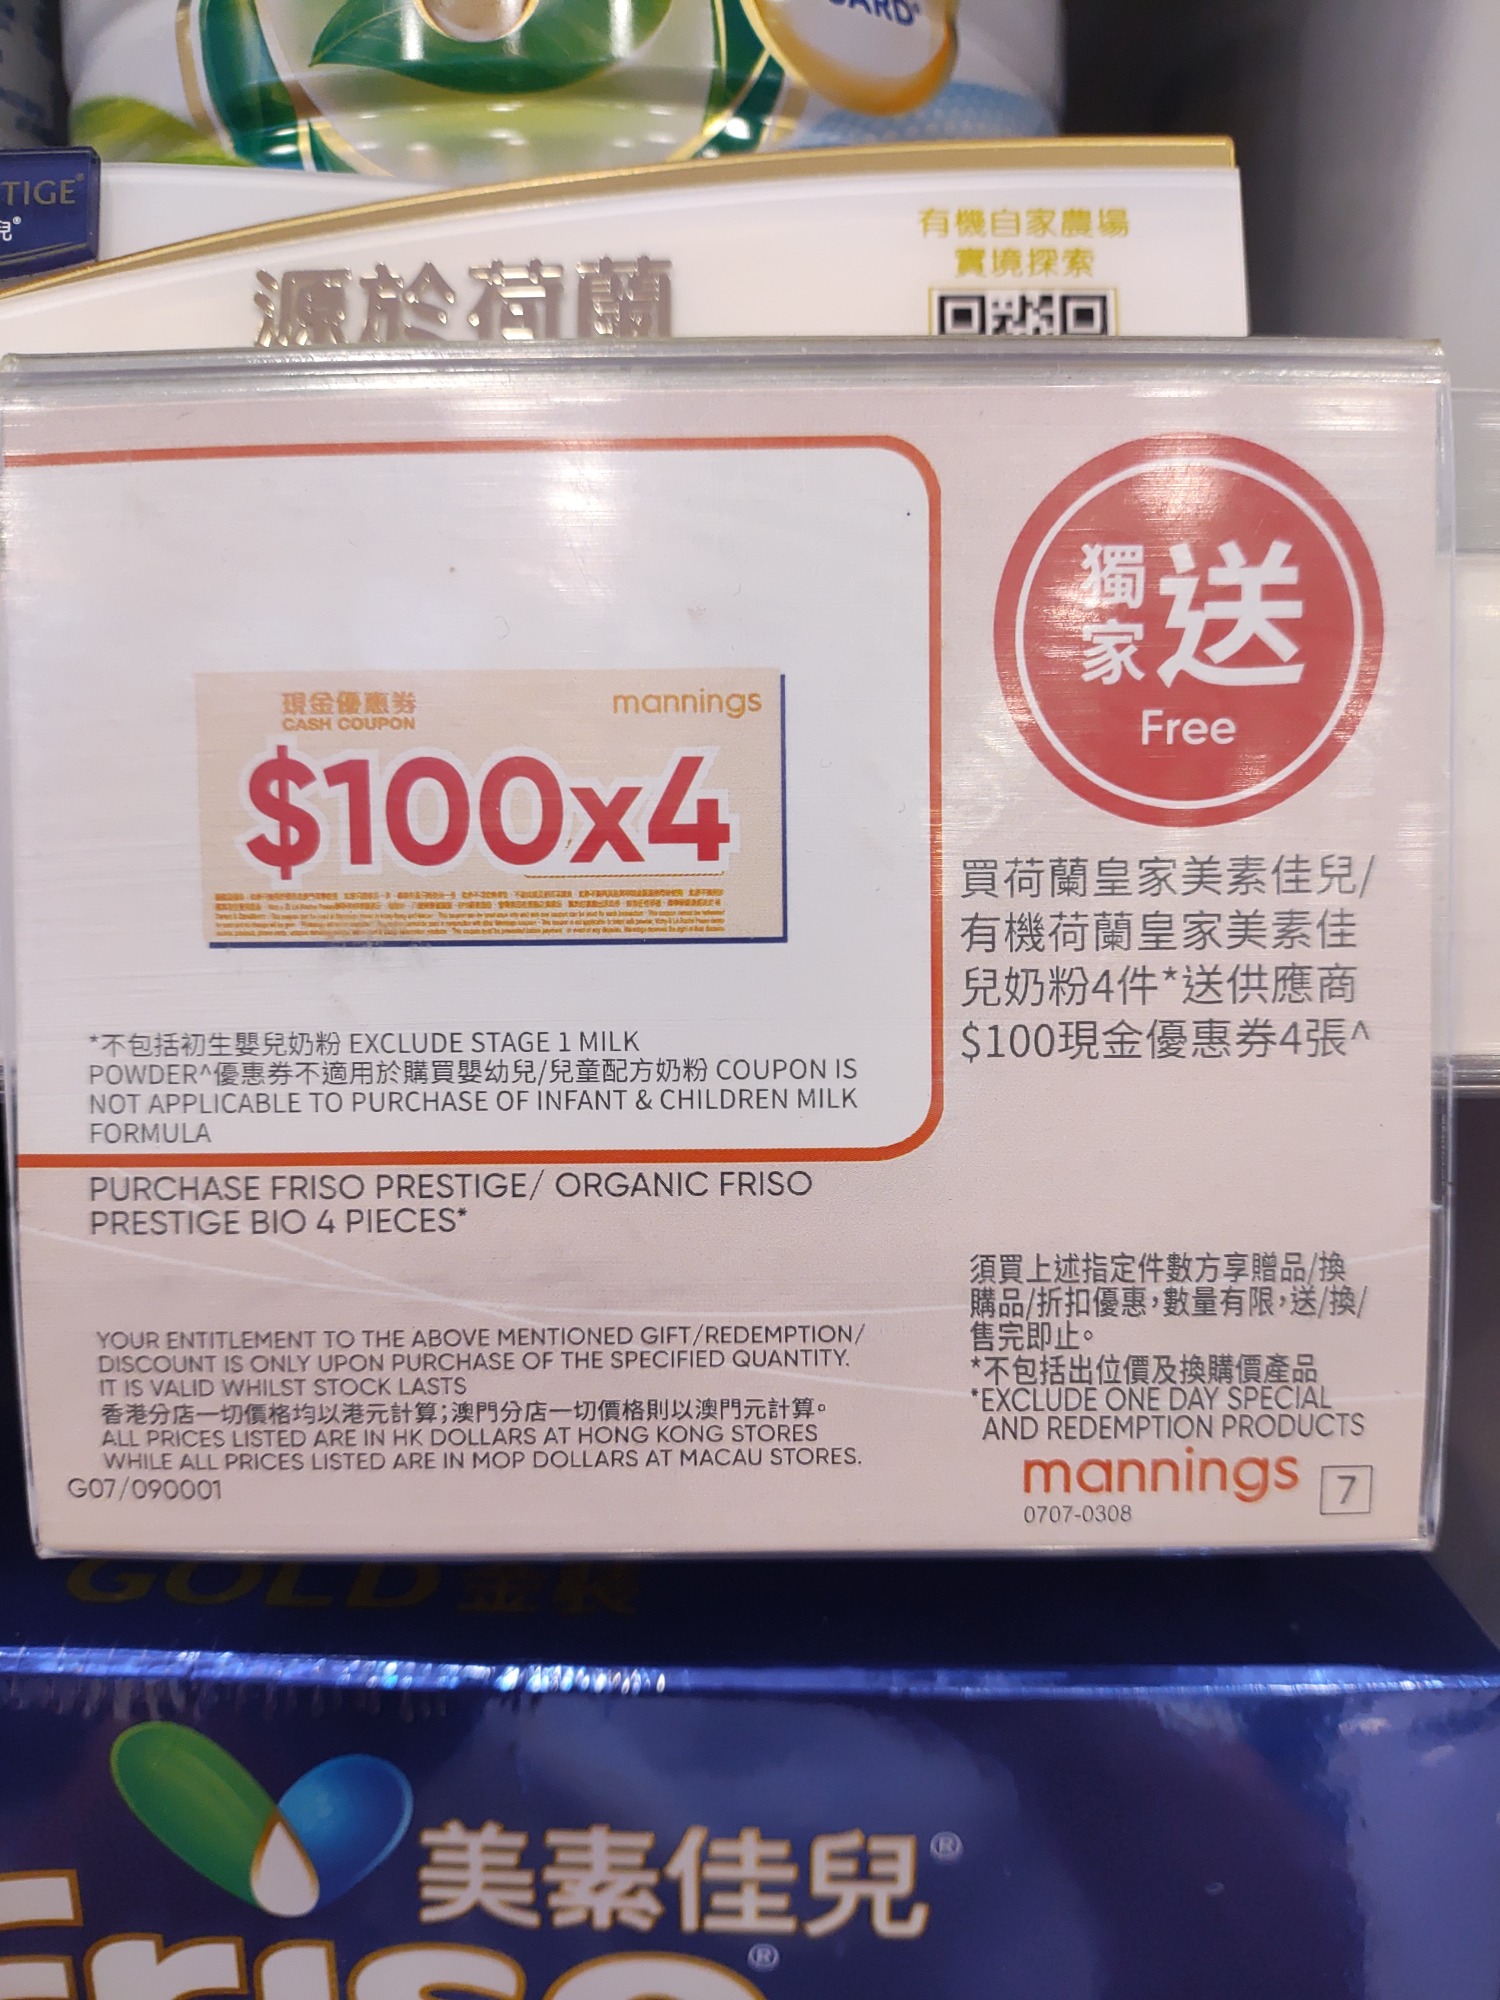 TIGE®
兒®
有機自家農場
實境探索
源於荷蘭
獨家送
Free
現金優惠券
CASH COUPON
mannings
$100x4
買荷蘭皇家美素佳兒/
有機荷蘭皇家美素佳
兒奶粉4件*送供應商
$100現金優惠券4張^
*不包括初生嬰兒奶粉 EXCLUDE STAGE 1 MILK
POWDER^優惠券不適用於購買嬰幼兒/兒童配方奶粉 COUPON IS
NOT APPLICABLE TO PURCHASE OF INFANT & CHILDREN MILK
FORMULA
PURCHASE FRISO PRESTIGE/ ORGANIC FRISO
PRESTIGE BIO 4 PIECES*
須買上述指定件數方享贈品/換
購品/折扣優惠，數量有限，送/換/
售完即止。
*不包括出位價及換購價產品
*EXCLUDE ONE DAY SPECIAL
AND REDEMPTION PRODUCTS
YOUR ENTITLEMENT TO THE ABOVE MENTIONED GIFT/REDEMPTION/
DISCOUNT IS ONLY UPON PURCHASE OF THE SPECIFIED QUANTITY.
IT IS VALID WHILST STOCK LASTS
香港分店一切價格均以港元計算；澳門分店一切價格則以澳門元計算。
ALL PRICES LISTED ARE IN HK DOLLARS AT HONG KONG STORES
WHILE ALL PRICES LISTED ARE IN MOP DOLLARS AT MACAU STORES.
G07/090001
mannings 7
0707-0308
GOLD 金裝
美素佳兒®
Friso®